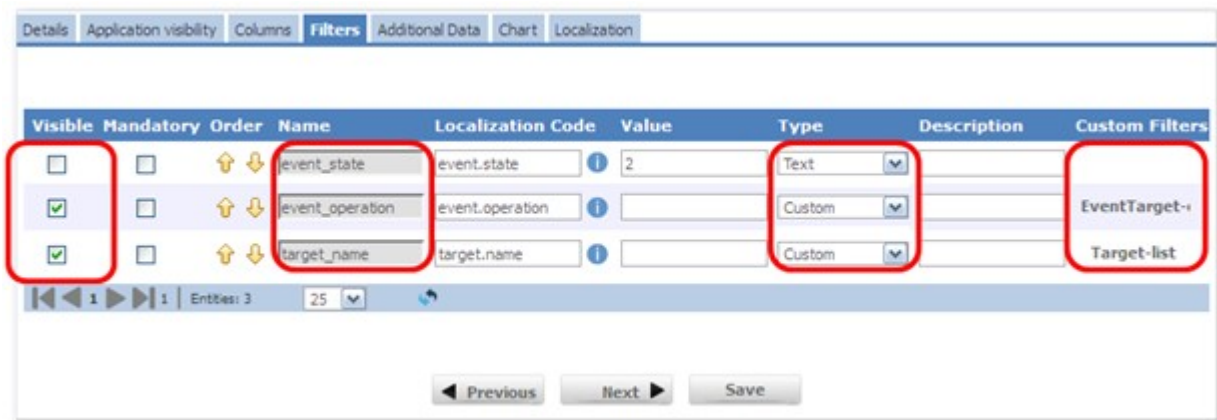 Details Application visibility Columns Filters Additional Data Chart Localization
Visible Mandatory Order Name Localization Code Value Type Description Custom Filters
event_state event.state 2 Text
event_operation event.operation Custom EventTarget-
target_name target.name Custom Target-list
1 1 Entities: 3 25
Previous Next Save